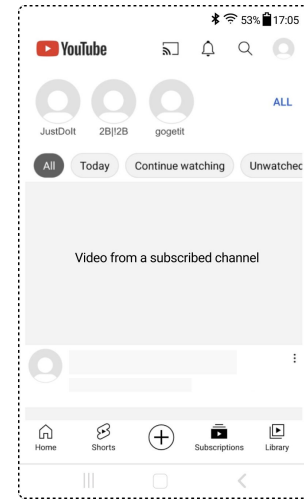 53% 17:05
YouTube
ALL
JustDoIt 2B|!2B gogetit
All Today Continue watching Unwatched
Video from a subscribed channel
Home Shorts Subscriptions Library